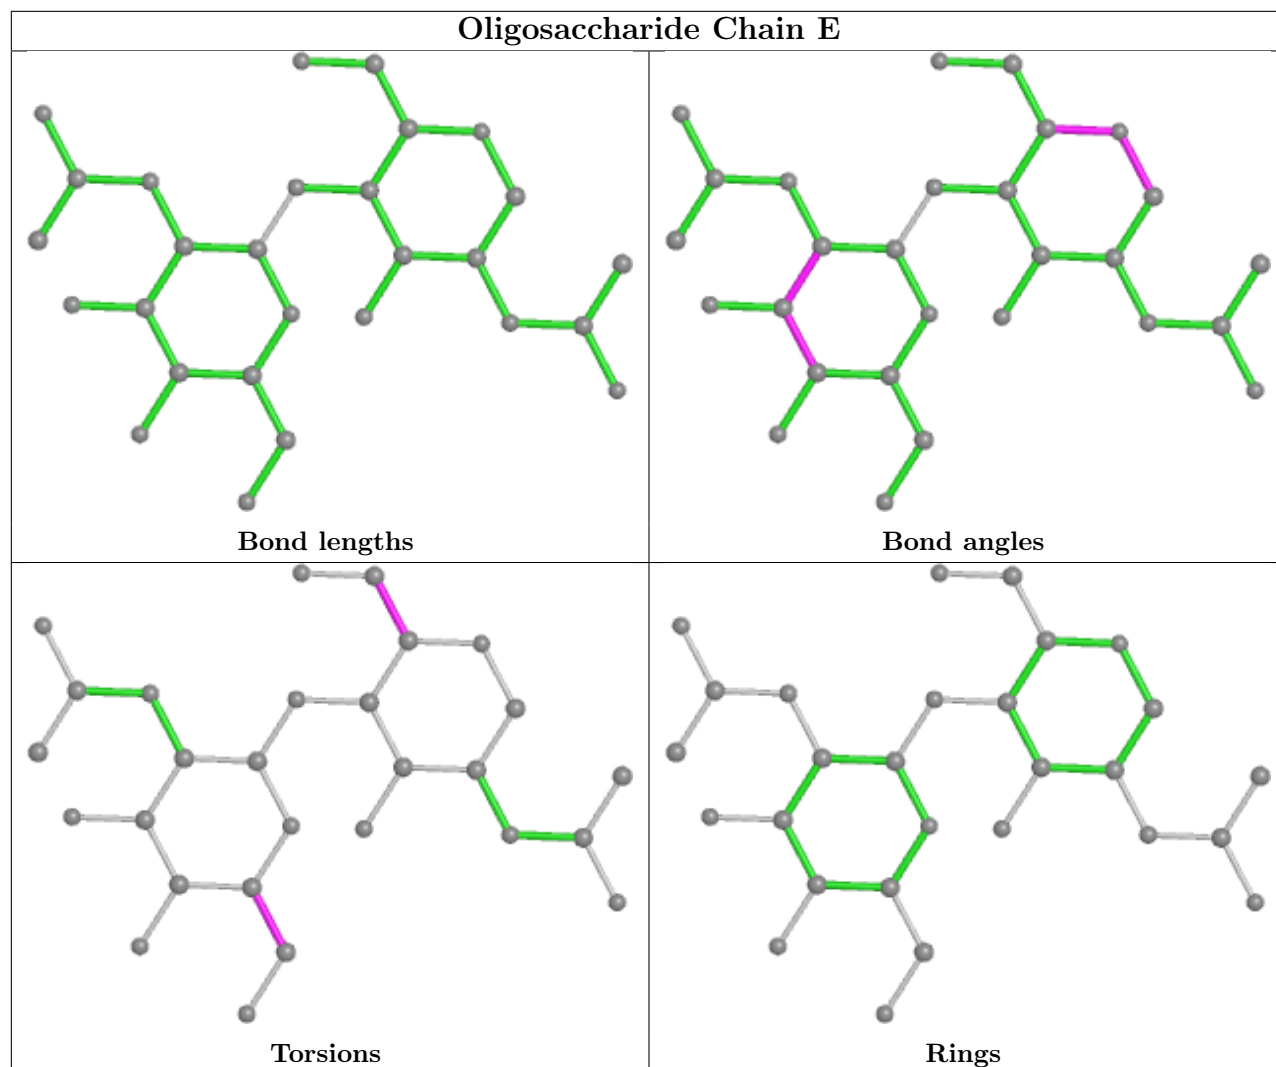 Oligosaccharide Chain E
Bond lengths
Bond angles
Torsions
Rings